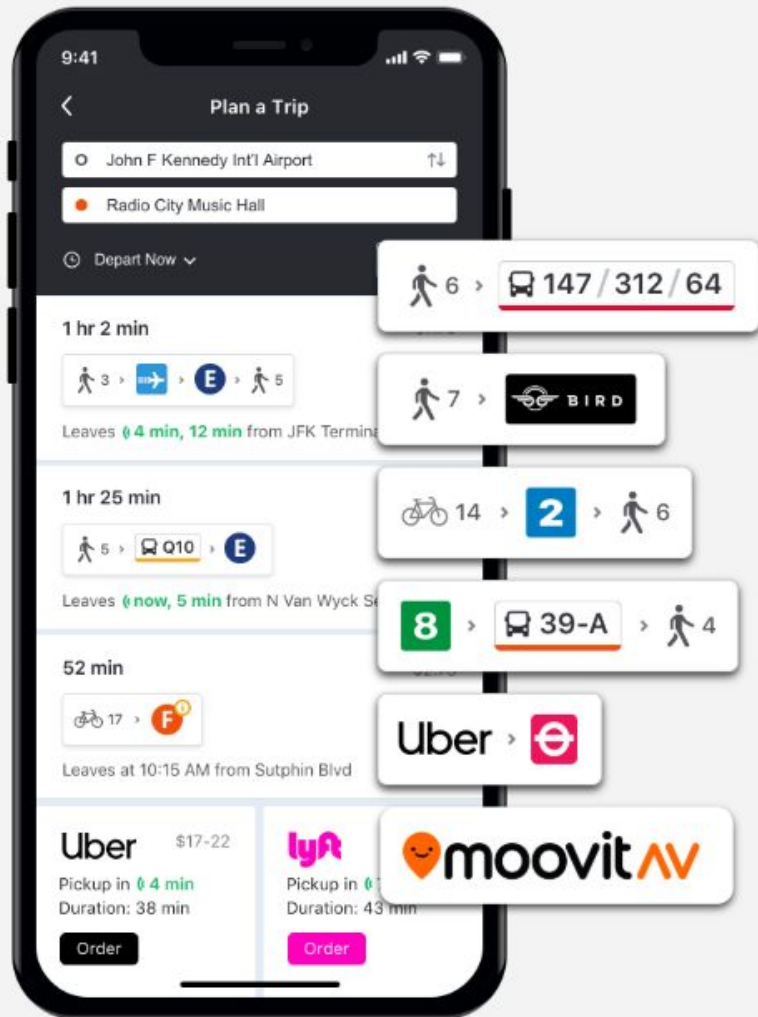 9:41
Plan a Trip
John F Kennedy Int'l Airport
Radio City Music Hall
Depart Now
1 hr 2 min
3 › › E › 5
Leaves 4 min, 12 min from JFK
1 hr 25 min
5 › Q10 › E
Leaves now, 5 min from N Van Wyck
52 min
17 › F
Leaves at 10:15 AM from Sutphin Blvd
Uber $17-22
Pickup in 4 min
Duration: 38 min
Order
lyft
Pickup in
Duration: 43 min
Order
6 › 147 / 312 / 64
7 › BIRD
14 › 2 › 6
8 › 39-A › 4
Uber ›
moovit AV